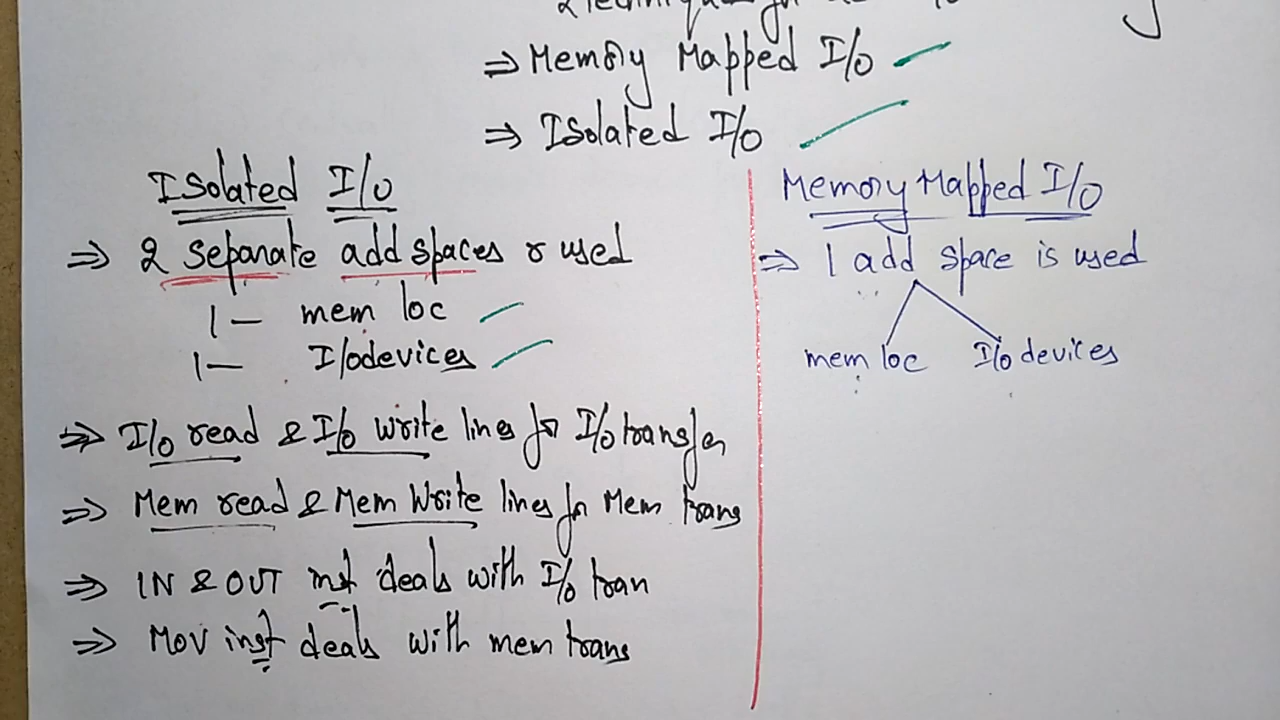 ⇒ Memory Mapped I/o
⇒ ISolated I/o
ISolated I/o
⇒ 2 separate add spaces r used
1 – mem loc
1 – I/o devices
⇒ I/o read & I/o write lines for I/o transfer
⇒ Mem read & Mem Write lines for Mem trans
⇒ IN & OUT inst deals with I/o tran
⇒ MOV inst deals with mem trans
Memory Mapped I/o
⇒ 1 add space is used
mem loc I/o devices